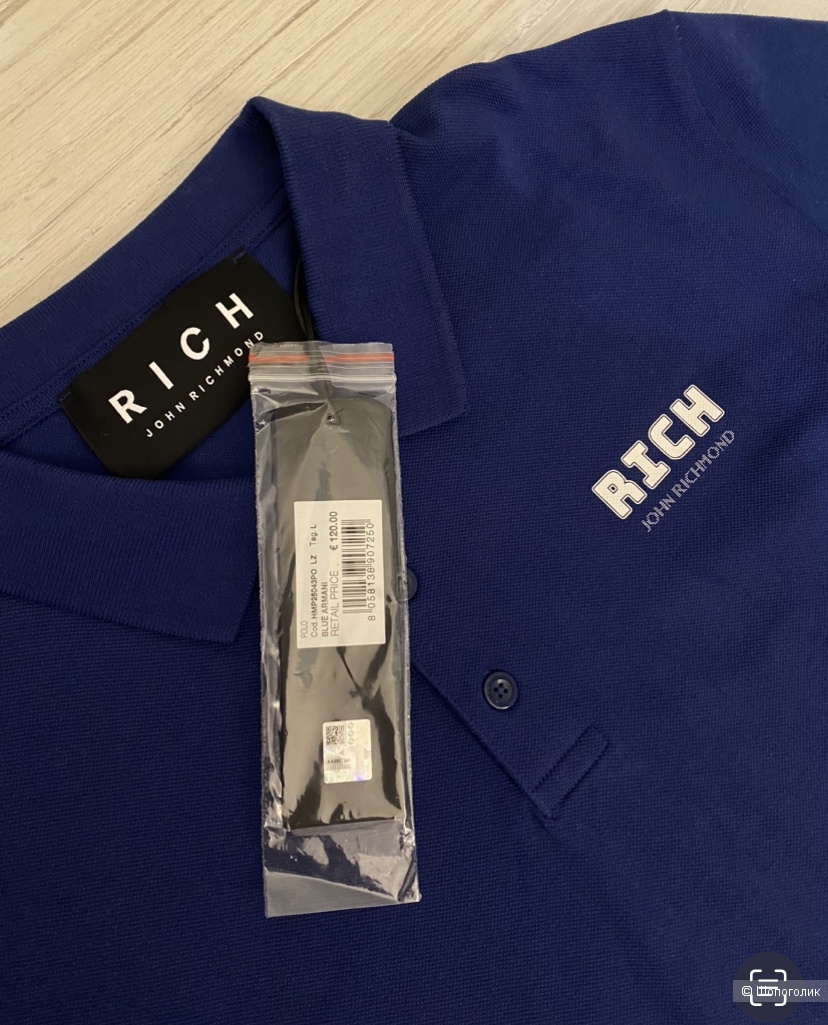 RICH
JOHN RICHMOND
RICH
JOHN RICHMOND
POLO
Cod. HMP25043PO LZ Tag. L
BLUE ARMANI
RETAIL PRICE . € 120.00
8 058138 907250
© Шопоголик